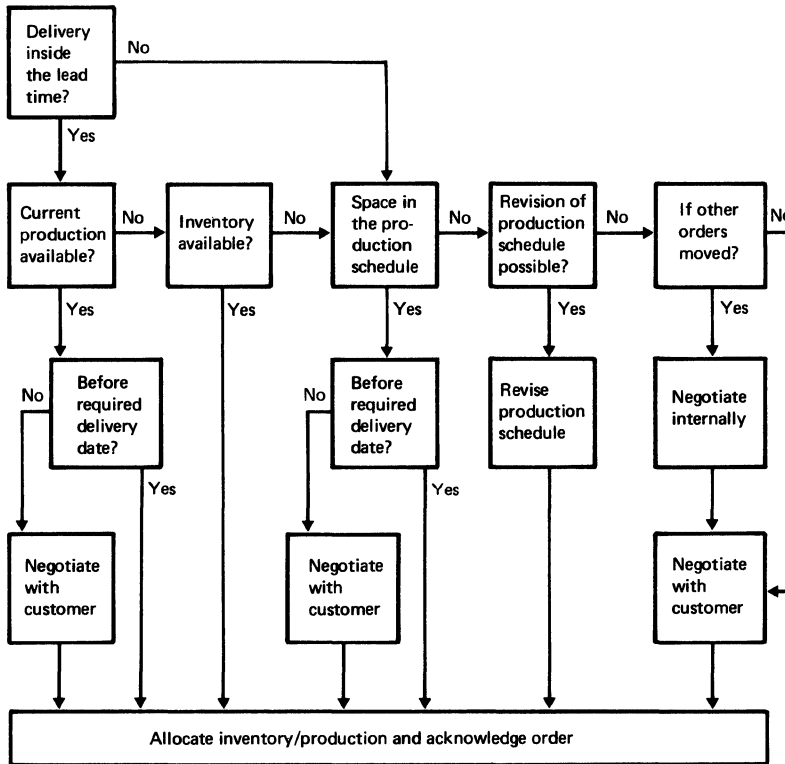 Delivery
inside
the lead
time?
No
Yes
Current
production
available?
No
Inventory
available?
No
Space in
the pro-
duction
schedule
No
Revision of
production
schedule
possible?
No
If other
orders
moved?
No
Yes
Yes
Yes
Yes
Yes
No
Before
required
delivery
date?
Yes
No
Before
required
delivery
date?
Yes
Revise
production
schedule
Negotiate
internally
Negotiate
with
customer
Negotiate
with
customer
Negotiate
with
customer
Allocate inventory/production and acknowledge order